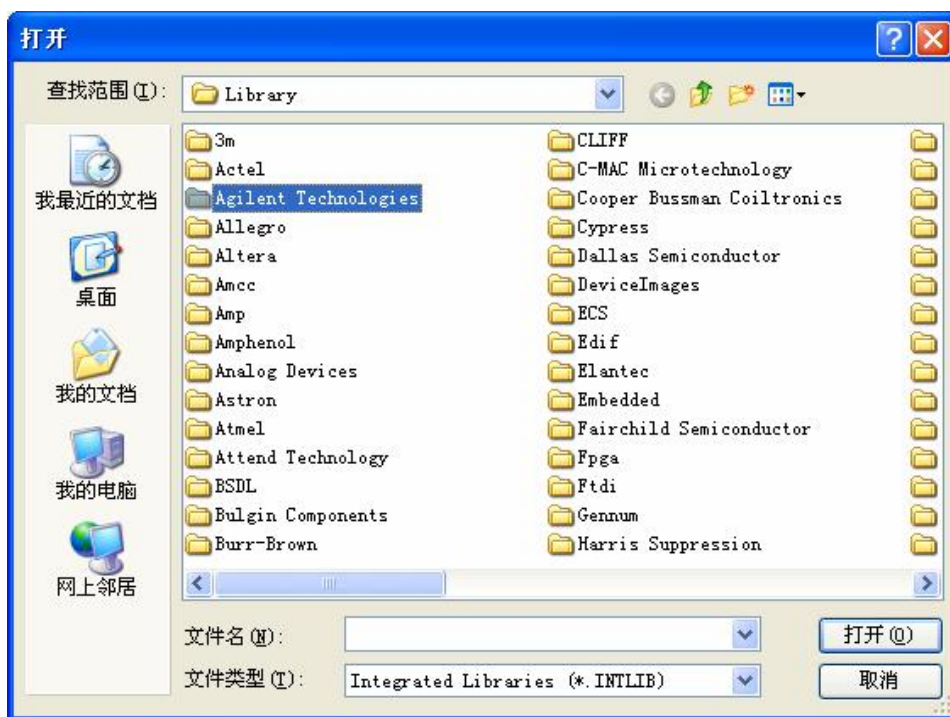 打开
查找范围(I):
Library
我最近的文档
桌面
我的文档
我的电脑
网上邻居
3m
Actel
Agilent Technologies
Allegro
Altera
Amcc
Amp
Amphenol
Analog Devices
Astron
Atmel
Attend Technology
BSDL
Bulgin Components
Burr-Brown
CLIFF
C-MAC Microtechnology
Cooper Bussman Coiltronics
Cypress
Dallas Semiconductor
DeviceImages
ECS
Edif
Elantec
Embedded
Fairchild Semiconductor
Fpga
Ftdi
Gennum
Harris Suppression
文件名(N):
打开(O)
文件类型(T):
Integrated Libraries (*.INTLIB)
取消